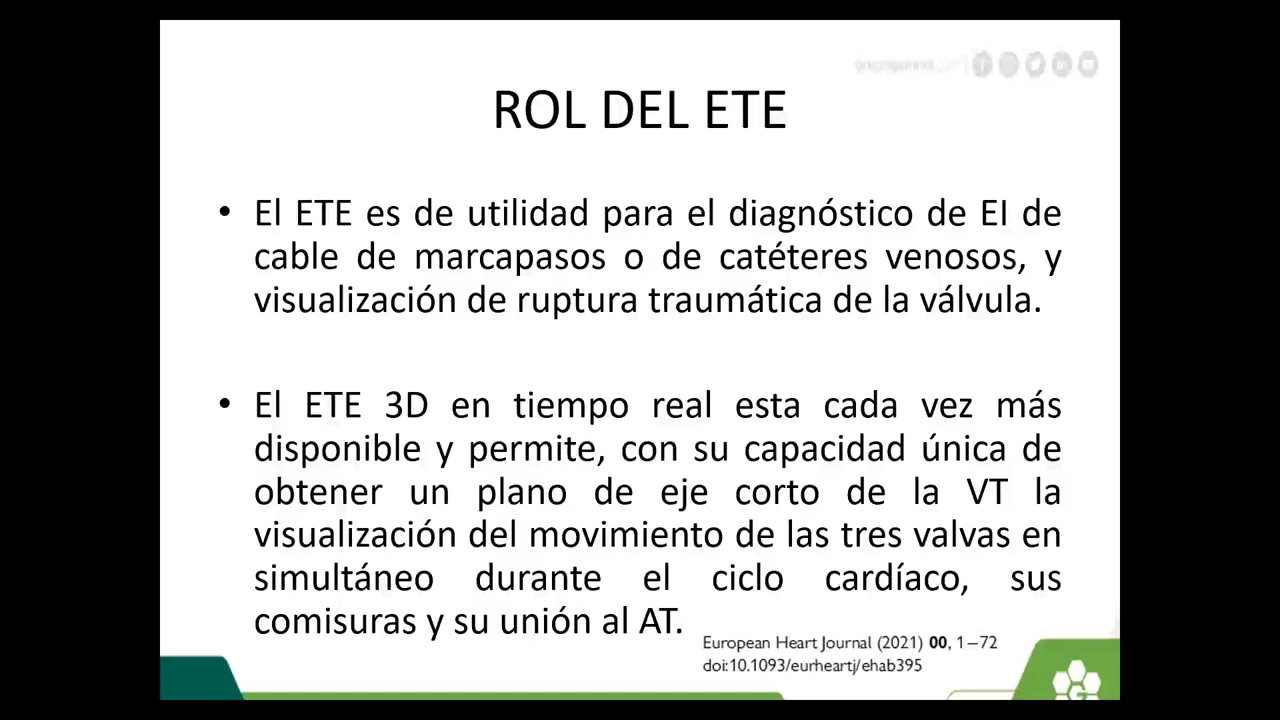 ROL DEL ETE
• El ETE es de utilidad para el diagnóstico de EI de
cable de marcapasos o de catéteres venosos, y
visualización de ruptura traumática de la válvula.
• El ETE 3D en tiempo real esta cada vez más
disponible y permite, con su capacidad única de
obtener un plano de eje corto de la VT la
visualización del movimiento de las tres valvas en
simultáneo durante el ciclo cardíaco, sus
comisuras y su unión al AT.
European Heart Journal (2021) 00, 1–72
doi:10.1093/eurheartj/ehab395
G